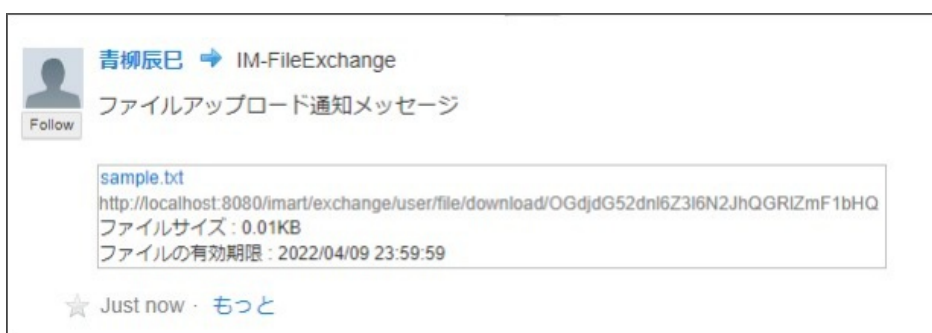 青柳辰巳 ➡ IM-FileExchange
ファイルアップロード通知メッセージ
Follow
sample.txt
http://localhost:8080/imart/exchange/user/file/download/OGdjdG52dnl6Z3l6N2JhQGRlZmF1bHQ
ファイルサイズ : 0.01KB
ファイルの有効期限 : 2022/04/09 23:59:59
Just now · もっと